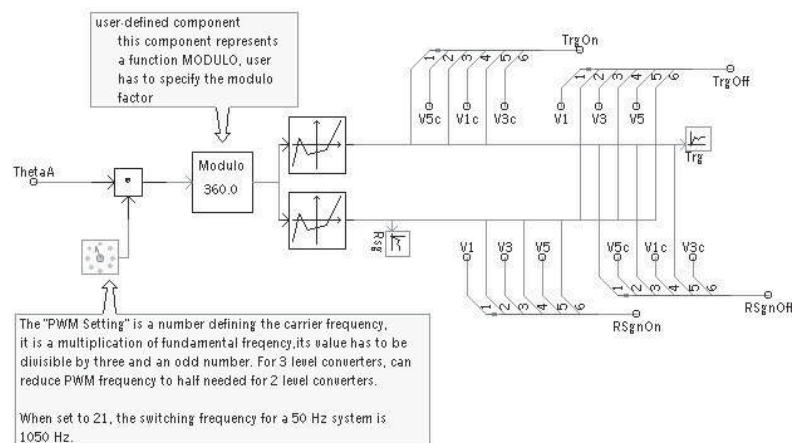 user-defined component
this component represents
a function MODULO, user
has to specify the modulo
factor
TrgOn
1 2 3 4 5 6
V5c V1c V3c
TrgOff
1 2 3 4 5 6
V1 V3 V5
Trg
ThetaA
*
Modulo
360.0
Rsg
V1 V3 V5
1 2 3 4 5 6
RSgnOn
V5c V1c V3c
1 2 3 4 5 6
RSgnOff
The "PWM Setting" is a number defining the carrier frequency,
it is a multiplication of fundamental freqency,its value has to be
divisible by three and an odd number. For 3 level converters, can
reduce PWM frequency to half needed for 2 level converters.
When set to 21, the switching frequency for a 50 Hz system is
1050 Hz.